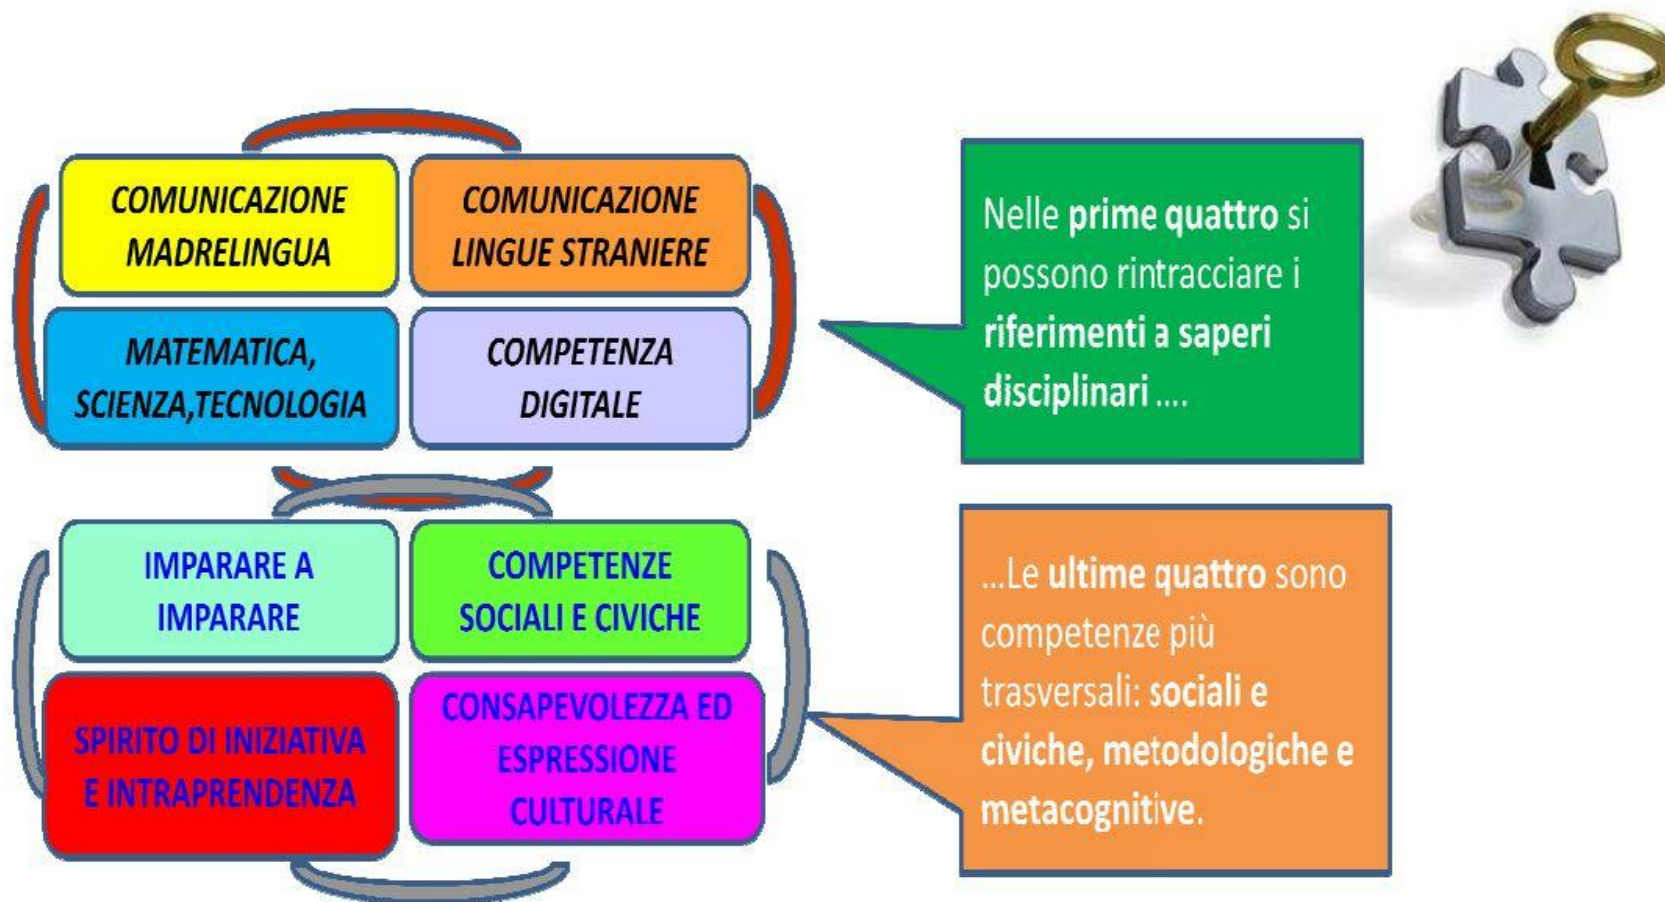 COMUNICAZIONE
MADRELINGUA
COMUNICAZIONE
LINGUE STRANIERE
MATEMATICA,
SCIENZA,TECNOLOGIA
COMPETENZA
DIGITALE
Nelle prime quattro si
possono rintracciare i
riferimenti a saperi
disciplinari ....
IMPARARE A
IMPARARE
COMPETENZE
SOCIALI E CIVICHE
SPIRITO DI INIZIATIVA
E INTRAPRENDENZA
CONSAPEVOLEZZA ED
ESPRESSIONE
CULTURALE
...Le ultime quattro sono
competenze più
trasversali: sociali e
civiche, metodologiche e
metacognitive.